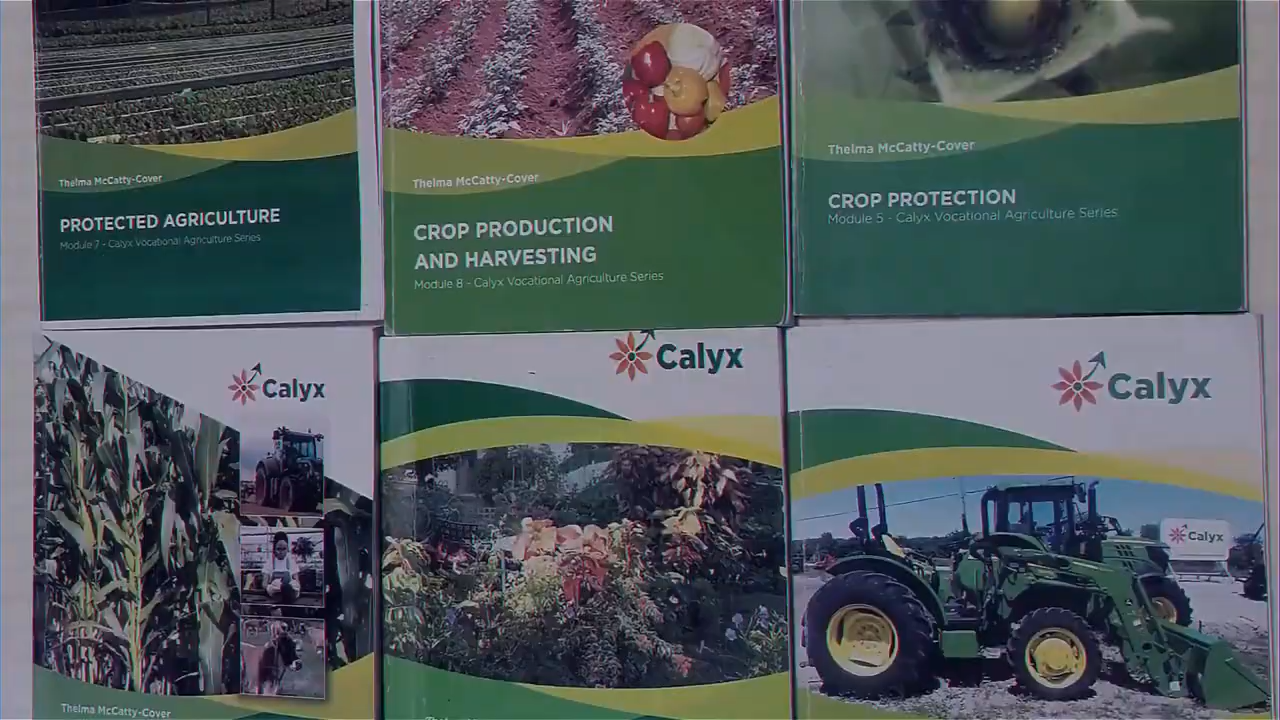 Thelma McCatty-Cover
PROTECTED AGRICULTURE
Module 7 - Calyx Vocational Agriculture Series
Thelma McCatty-Cover
CROP PRODUCTION
AND HARVESTING
Module 8 - Calyx Vocational Agriculture Series
Thelma McCatty-Cover
CROP PROTECTION
Module 5 - Calyx Vocational Agriculture Series
Calyx
Thelma McCatty-Cover
Calyx
Calyx
Calyx